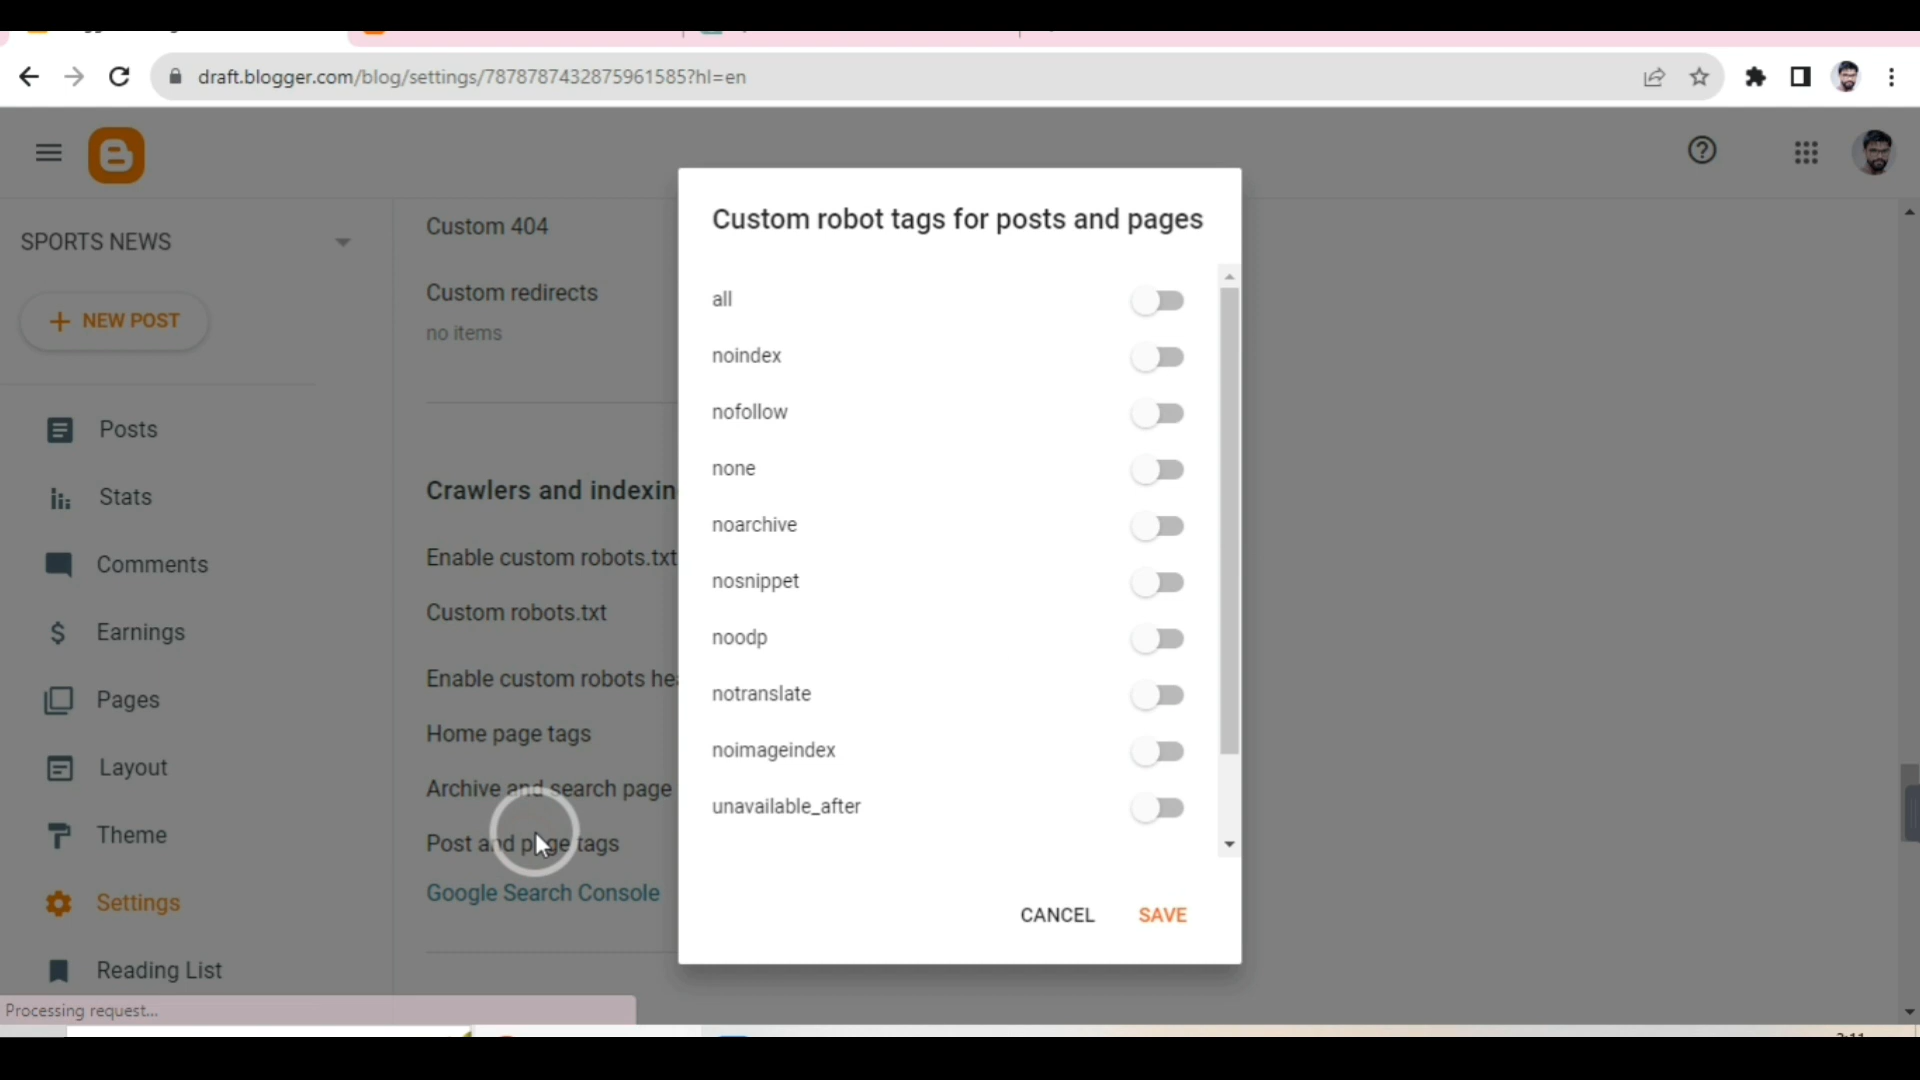 draft.blogger.com/blog/settings/7878787432875961585?hl=en
SPORTS NEWS
NEW POST
Posts
Stats
Comments
Earnings
Pages
Layout
Theme
Settings
Reading List
Processing request...
Custom 404
Custom redirects
no items
Crawlers and indexin
Enable custom robots.txt
Custom robots.txt
Enable custom robots hea
Home page tags
Archive and search page
Post and page tags
Google Search Console
Custom robot tags for posts and pages
all
noindex
nofollow
none
noarchive
nosnippet
noodp
notranslate
noimageindex
unavailable_after
CANCEL
SAVE